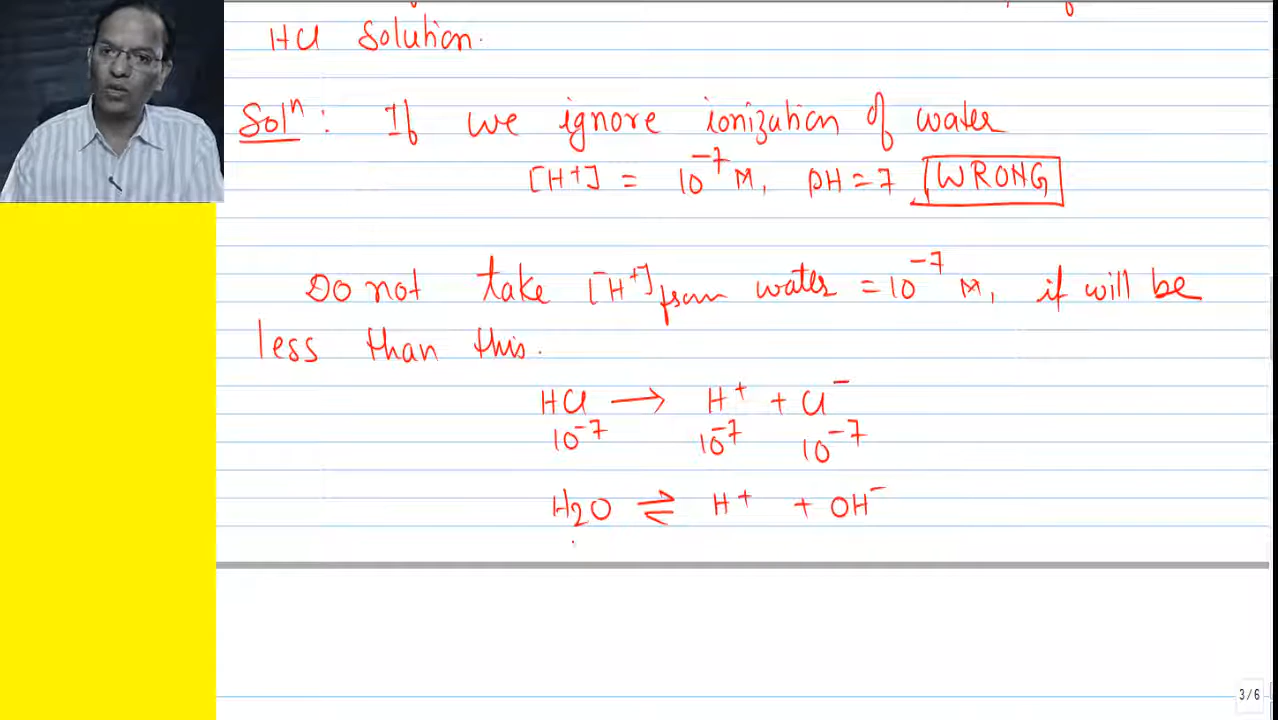 HCl Solution.
Solⁿ : If we ignore ionization of water
[H⁺] = 10⁻⁷ M, pH = 7 WRONG
Do not take [H⁺] from water = 10⁻⁷ M, it will be
less than this.
HCl → H⁺ + Cl⁻
10⁻⁷ 10⁻⁷ 10⁻⁷
H₂O ⇌ H⁺ + OH⁻
3/6